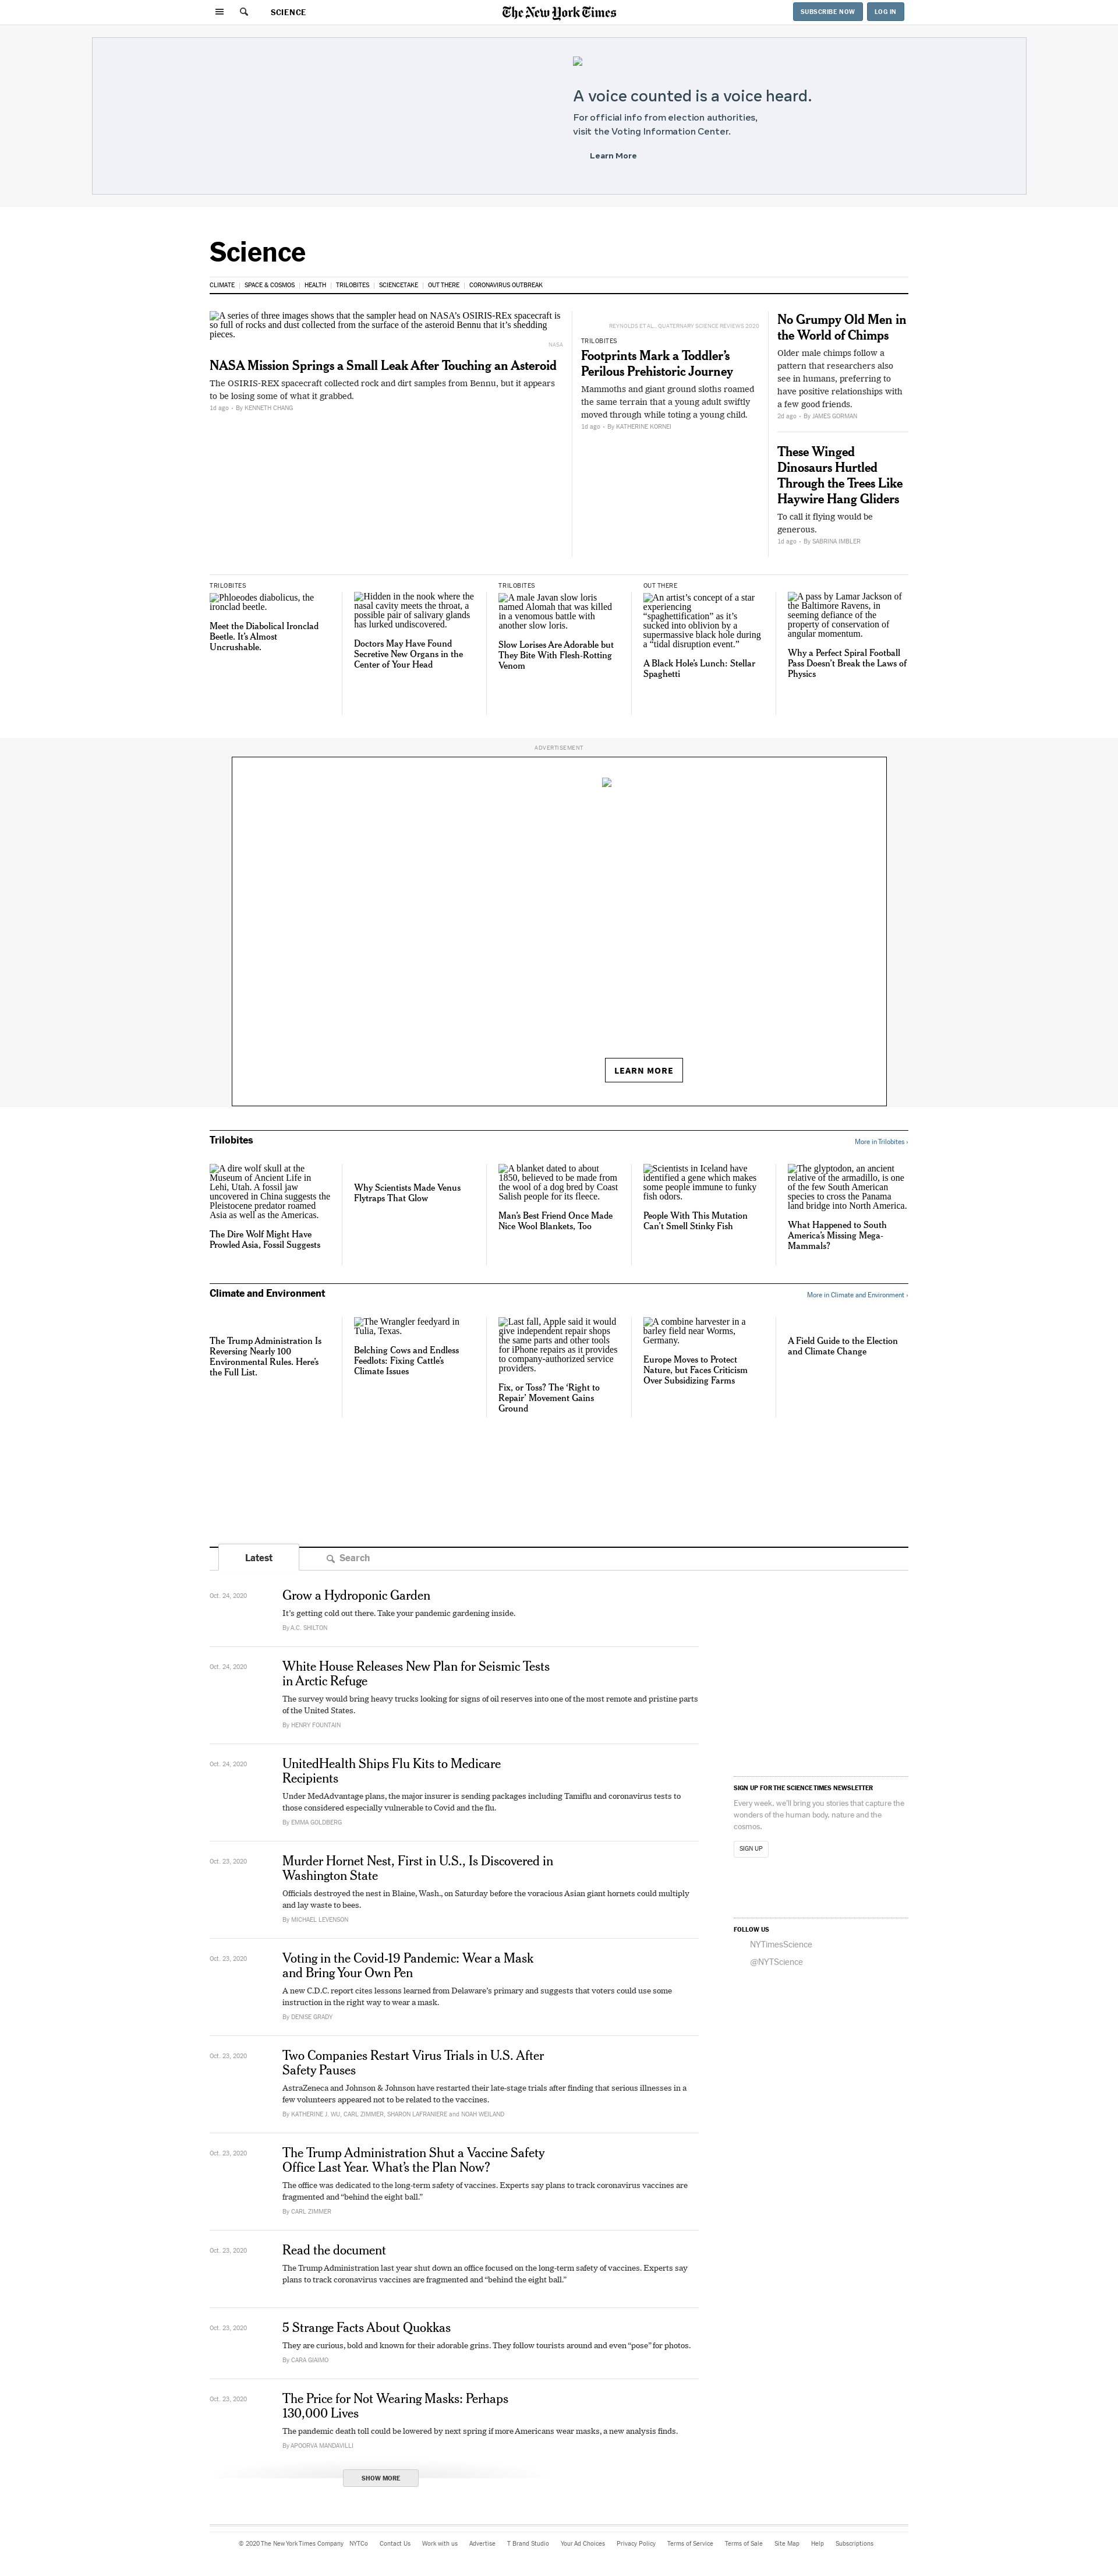 SCIENCE
The New York Times
SUBSCRIBE NOW
LOG IN
A voice counted is a voice heard.
For official info from election authorities,
visit the Voting Information Center.
Learn More
Science
CLIMATE
SPACE & COSMOS
HEALTH
TRILOBITES
SCIENCETAKE
OUT THERE
CORONAVIRUS OUTBREAK
A series of three images shows that the sampler head on NASA's OSIRIS-REx spacecraft is
so full of rocks and dust collected from the surface of the asteroid Bennu that it's shedding
pieces.
NASA
NASA Mission Springs a Small Leak After Touching an Asteroid
The OSIRIS-REX spacecraft collected rock and dirt samples from Bennu, but it appears
to be losing some of what it grabbed.
1d ago • By KENNETH CHANG
REYNOLDS ET AL., QUATERNARY SCIENCE REVIEWS 2020
TRILOBITES
Footprints Mark a Toddler's
Perilous Prehistoric Journey
Mammoths and giant ground sloths roamed
the same terrain that a young adult swiftly
moved through while toting a young child.
1d ago • By KATHERINE KORNEI
No Grumpy Old Men in
the World of Chimps
Older male chimps follow a
pattern that researchers also
see in humans, preferring to
have positive relationships with
a few good friends.
2d ago • By JAMES GORMAN
These Winged
Dinosaurs Hurtled
Through the Trees Like
Haywire Hang Gliders
To call it flying would be
generous.
1d ago • By SABRINA IMBLER
TRILOBITES
Phloeodes diabolicus, the
ironclad beetle.
Meet the Diabolical Ironclad
Beetle. It's Almost
Uncrushable.
Hidden in the nook where the
nasal cavity meets the throat, a
possible pair of salivary glands
has lurked undiscovered.
Doctors May Have Found
Secretive New Organs in the
Center of Your Head
TRILOBITES
A male Javan slow loris
named Alomah that was killed
in a venomous battle with
another slow loris.
Slow Lorises Are Adorable but
They Bite With Flesh-Rotting
Venom
OUT THERE
An artist's concept of a star
experiencing
"spaghettification" as it's
sucked into oblivion by a
supermassive black hole during
a "tidal disruption event."
A Black Hole's Lunch: Stellar
Spaghetti
A pass by Lamar Jackson of
the Baltimore Ravens, in
seeming defiance of the
property of conservation of
angular momentum.
Why a Perfect Spiral Football
Pass Doesn't Break the Laws of
Physics
ADVERTISEMENT
LEARN MORE
Trilobites
More in Trilobites ›
A dire wolf skull at the
Museum of Ancient Life in
Lehi, Utah. A fossil jaw
uncovered in China suggests the
Pleistocene predator roamed
Asia as well as the Americas.
The Dire Wolf Might Have
Prowled Asia, Fossil Suggests
Why Scientists Made Venus
Flytraps That Glow
A blanket dated to about
1850, believed to be made from
the wool of a dog bred by Coast
Salish people for its fleece.
Man's Best Friend Once Made
Nice Wool Blankets, Too
Scientists in Iceland have
identified a gene which makes
some people immune to funky
fish odors.
People With This Mutation
Can't Smell Stinky Fish
The glyptodon, an ancient
relative of the armadillo, is one
of the few South American
species to cross the Panama
land bridge into North America.
What Happened to South
America's Missing Mega-
Mammals?
Climate and Environment
More in Climate and Environment ›
The Trump Administration Is
Reversing Nearly 100
Environmental Rules. Here's
the Full List.
The Wrangler feedyard in
Tulia, Texas.
Belching Cows and Endless
Feedlots: Fixing Cattle's
Climate Issues
Last fall, Apple said it would
give independent repair shops
the same parts and other tools
for iPhone repairs as it provides
to company-authorized service
providers.
Fix, or Toss? The 'Right to
Repair' Movement Gains
Ground
A combine harvester in a
barley field near Worms,
Germany.
Europe Moves to Protect
Nature, but Faces Criticism
Over Subsidizing Farms
A Field Guide to the Election
and Climate Change
Latest
Search
Oct. 24, 2020
Grow a Hydroponic Garden
It's getting cold out there. Take your pandemic gardening inside.
By A.C. SHILTON
Oct. 24, 2020
White House Releases New Plan for Seismic Tests
in Arctic Refuge
The survey would bring heavy trucks looking for signs of oil reserves into one of the most remote and pristine parts
of the United States.
By HENRY FOUNTAIN
Oct. 24, 2020
UnitedHealth Ships Flu Kits to Medicare
Recipients
Under MedAdvantage plans, the major insurer is sending packages including Tamiflu and coronavirus tests to
those considered especially vulnerable to Covid and the flu.
By EMMA GOLDBERG
Oct. 23, 2020
Murder Hornet Nest, First in U.S., Is Discovered in
Washington State
Officials destroyed the nest in Blaine, Wash., on Saturday before the voracious Asian giant hornets could multiply
and lay waste to bees.
By MICHAEL LEVENSON
Oct. 23, 2020
Voting in the Covid-19 Pandemic: Wear a Mask
and Bring Your Own Pen
A new C.D.C. report cites lessons learned from Delaware's primary and suggests that voters could use some
instruction in the right way to wear a mask.
By DENISE GRADY
Oct. 23, 2020
Two Companies Restart Virus Trials in U.S. After
Safety Pauses
AstraZeneca and Johnson & Johnson have restarted their late-stage trials after finding that serious illnesses in a
few volunteers appeared not to be related to the vaccines.
By KATHERINE J. WU, CARL ZIMMER, SHARON LAFRANIERE and NOAH WEILAND
Oct. 23, 2020
The Trump Administration Shut a Vaccine Safety
Office Last Year. What's the Plan Now?
The office was dedicated to the long-term safety of vaccines. Experts say plans to track coronavirus vaccines are
fragmented and "behind the eight ball."
By CARL ZIMMER
Oct. 23, 2020
Read the document
The Trump Administration last year shut down an office focused on the long-term safety of vaccines. Experts say
plans to track coronavirus vaccines are fragmented and "behind the eight ball."
Oct. 23, 2020
5 Strange Facts About Quokkas
They are curious, bold and known for their adorable grins. They follow tourists around and even "pose" for photos.
By CARA GIAIMO
Oct. 23, 2020
The Price for Not Wearing Masks: Perhaps
130,000 Lives
The pandemic death toll could be lowered by next spring if more Americans wear masks, a new analysis finds.
By APOORVA MANDAVILLI
SHOW MORE
SIGN UP FOR THE SCIENCE TIMES NEWSLETTER
Every week, we'll bring you stories that capture the
wonders of the human body, nature and the
cosmos.
SIGN UP
FOLLOW US
NYTimesScience
@NYTScience
© 2020 The New York Times Company
NYTCo
Contact Us
Work with us
Advertise
T Brand Studio
Your Ad Choices
Privacy Policy
Terms of Service
Terms of Sale
Site Map
Help
Subscriptions